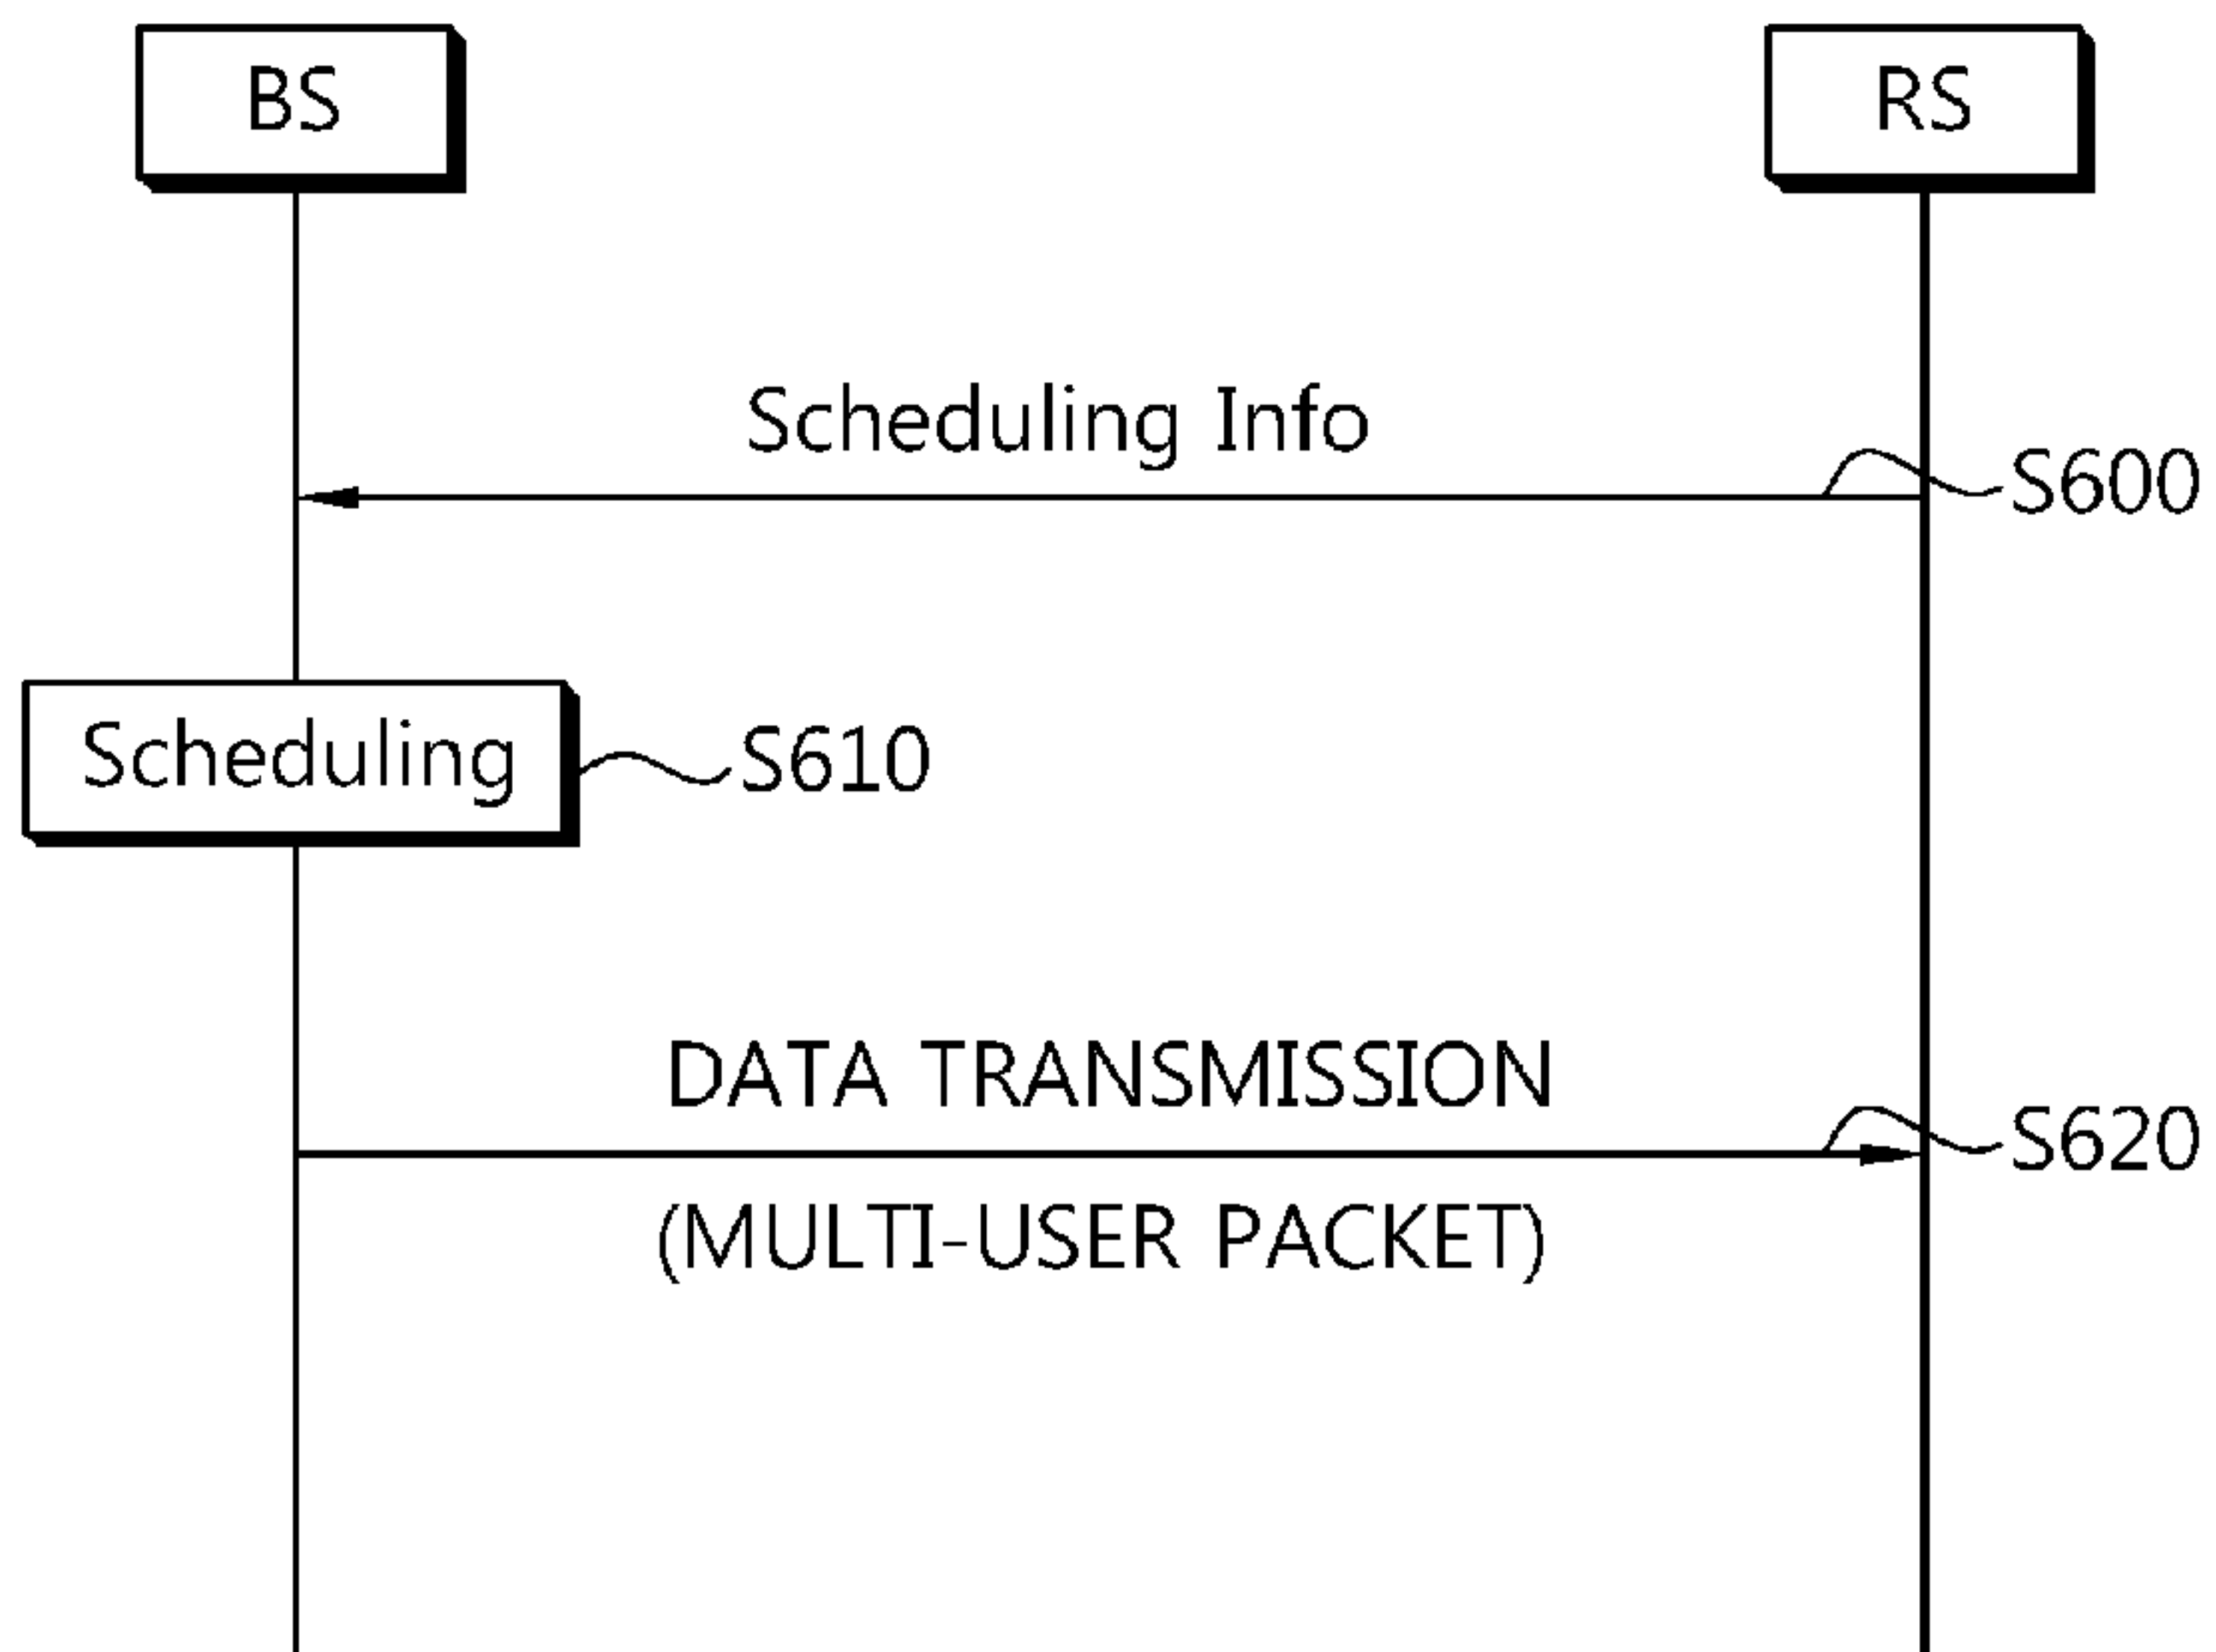 BS
RS
Scheduling Info
S600
Scheduling
S610
DATA TRANSMISSION
S620
(MULTI-USER PACKET)